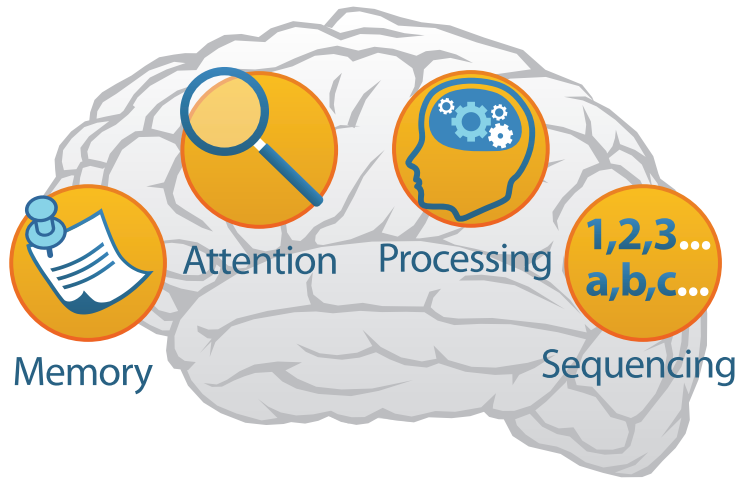 Memory
Attention
Processing
1,2,3...
a,b,c...
Sequencing